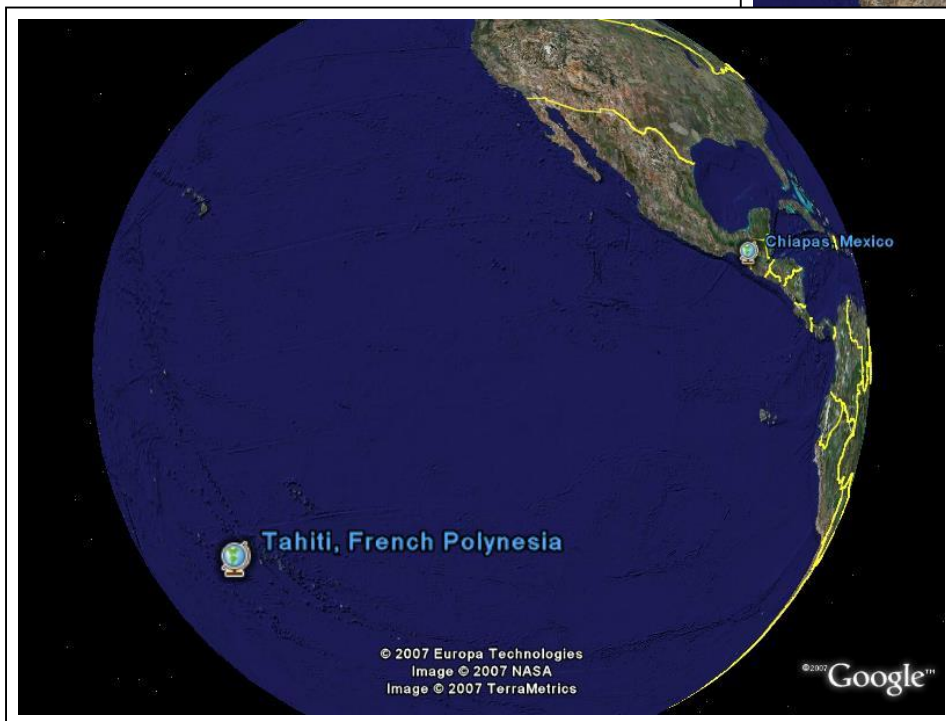 Chiapas, Mexico
Tahiti, French Polynesia
© 2007 Europa Technologies
Image © 2007 NASA
Image © 2007 TerraMetrics
©2007 Google™